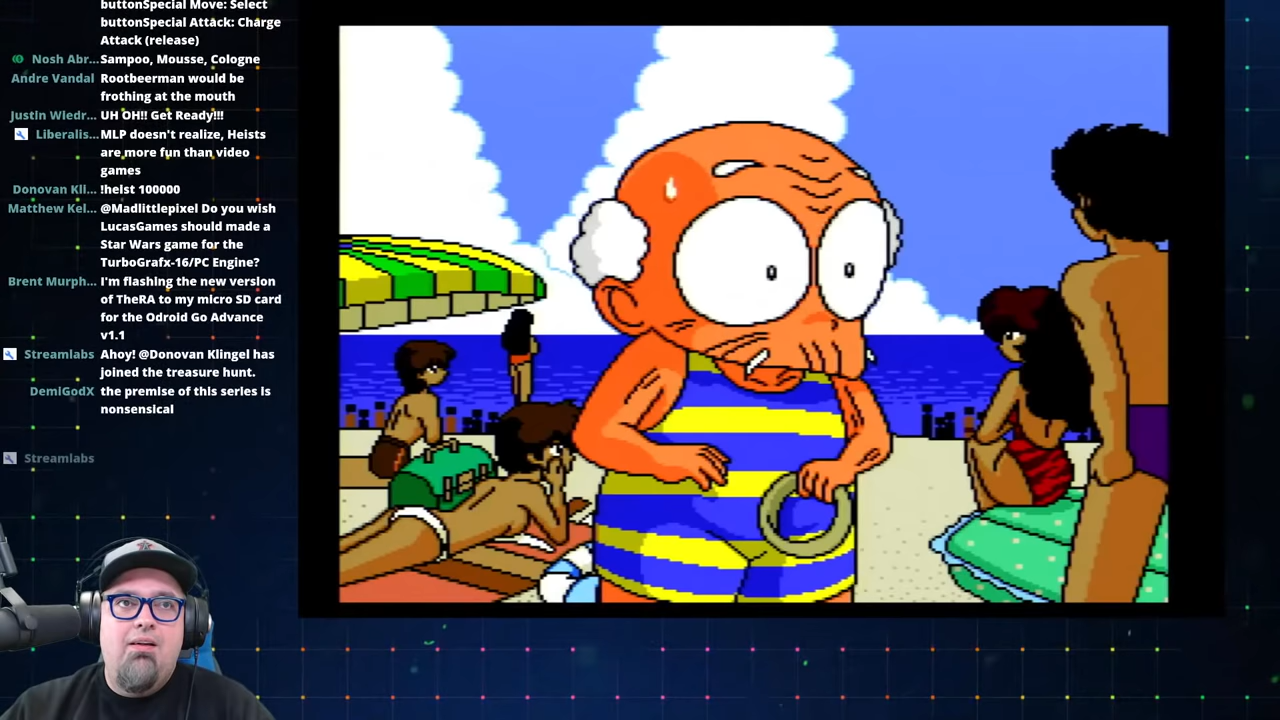 buttonSpecial Move: Select
buttonSpecial Attack: Charge
Attack (release)
Nosh Abr... Sampoo, Mousse, Cologne
Andre Vandal Rootbeerman would be
frothing at the mouth
Justin Wledr... UH OH!! Get Ready!!!
Liberalis... MLP doesn't realize, Heists
are more fun than video
games
Donovan Kli... !heist 100000
Matthew Kel... @Madlittlepixel Do you wish
LucasGames should made a
Star Wars game for the
TurboGrafx-16/PC Engine?
Brent Murph... I'm flashing the new version
of TheRA to my micro SD card
for the Odroid Go Advance
v1.1
Streamlabs Ahoy! @Donovan Klingel has
joined the treasure hunt.
DemiGodX the premise of this series is
nonsensical
Streamlabs